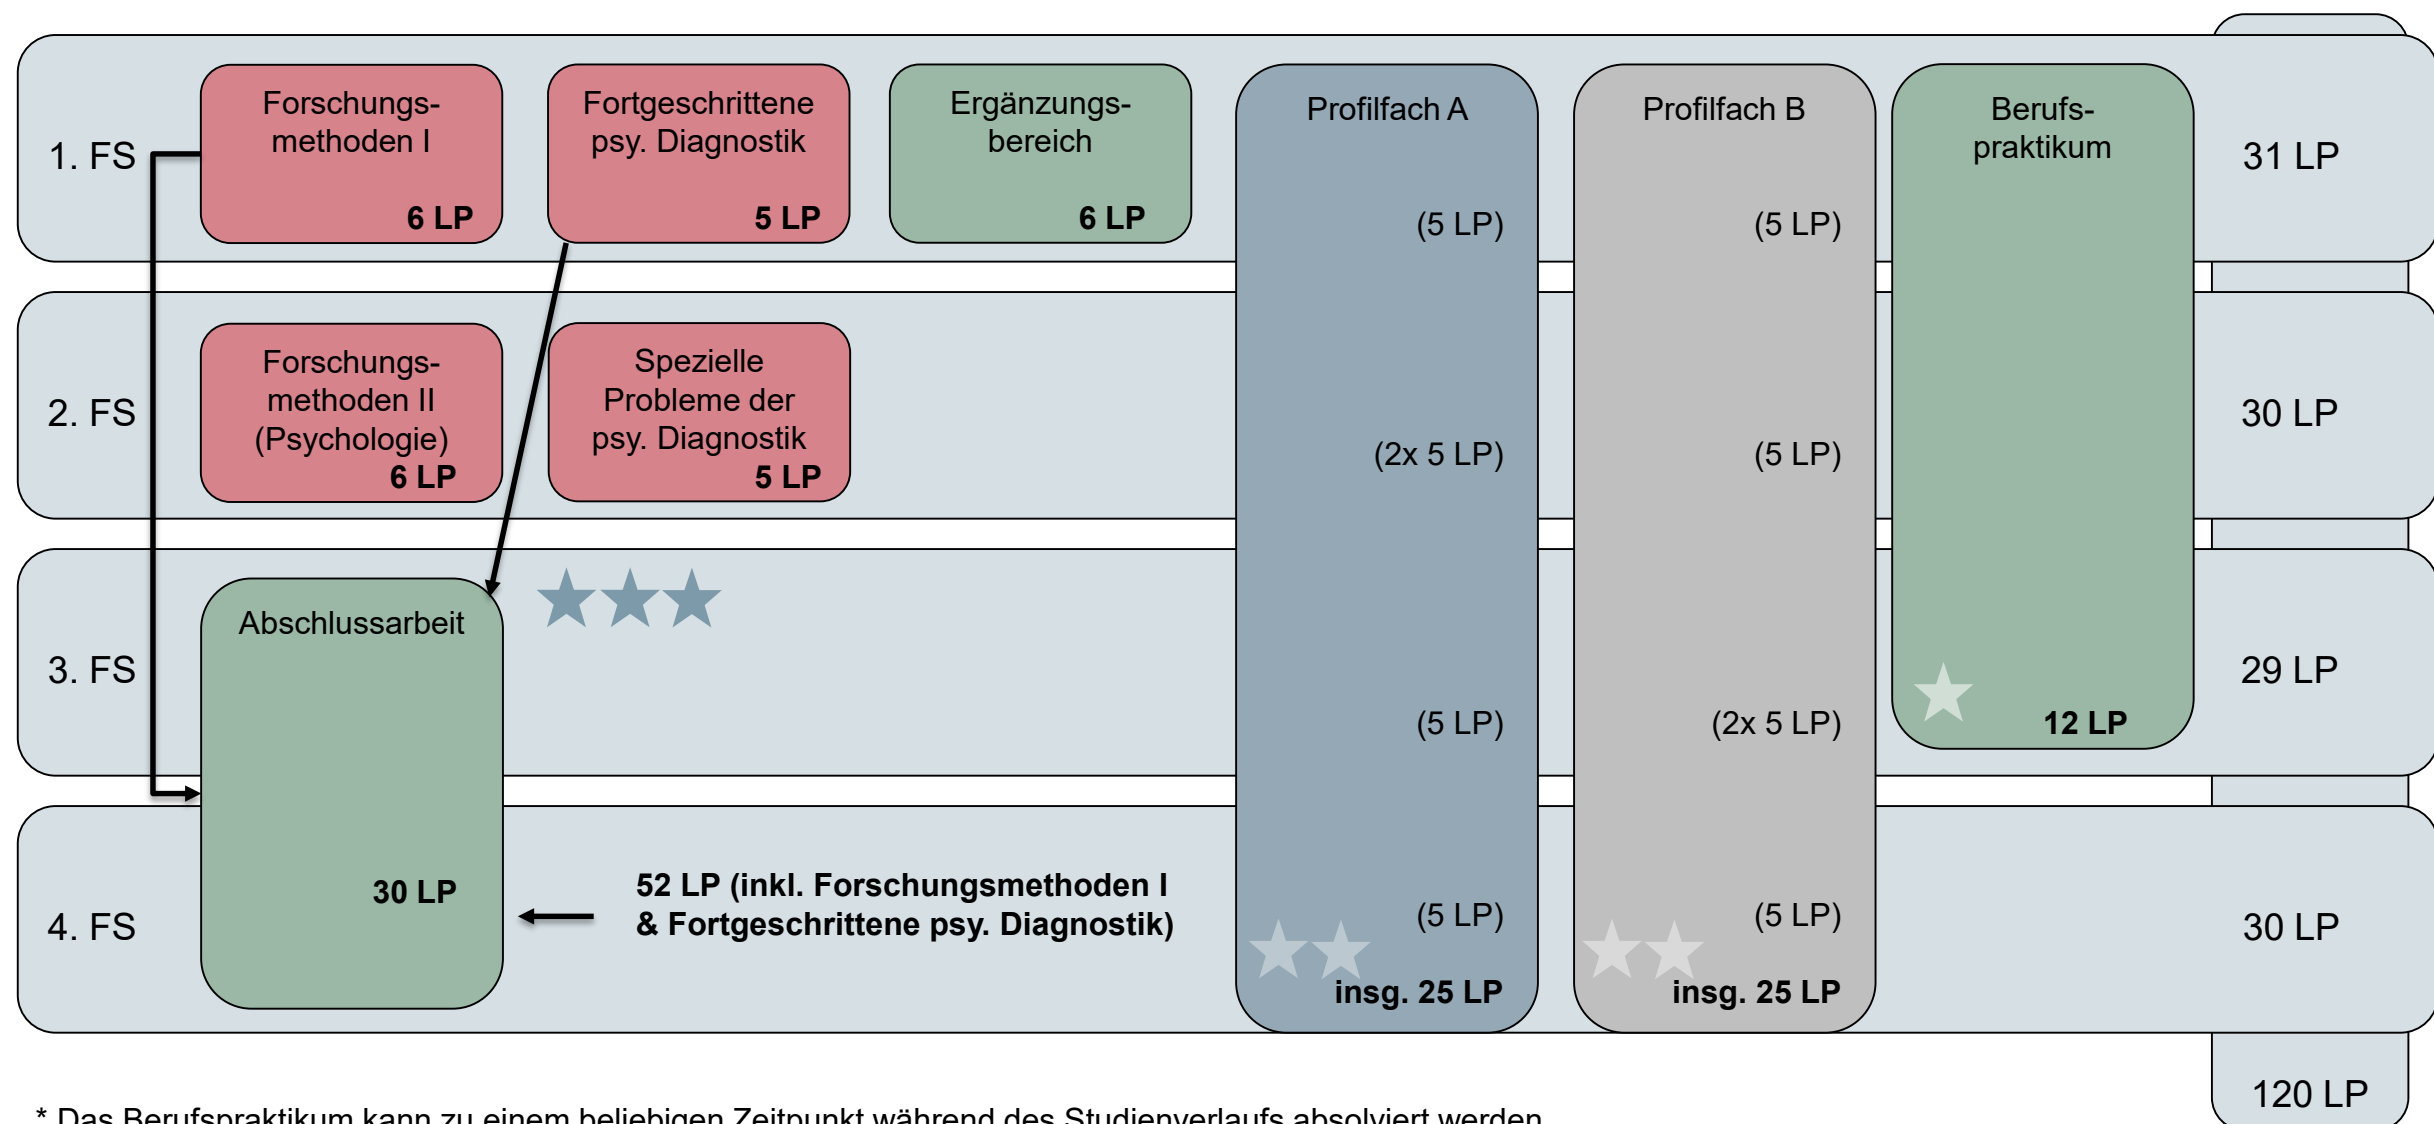 1. FS
Forschungs-
methoden I
6 LP
Fortgeschrittene
psy. Diagnostik
5 LP
Ergänzungs-
bereich
6 LP
Profilfach A
(5 LP)
Profilfach B
(5 LP)
Berufs-
praktikum
31 LP
2. FS
Forschungs-
methoden II
(Psychologie)
6 LP
Spezielle
Probleme der
psy. Diagnostik
5 LP
(2x 5 LP)
(5 LP)
30 LP
3. FS
Abschlussarbeit
(5 LP)
(2x 5 LP)
12 LP
29 LP
4. FS
30 LP
52 LP (inkl. Forschungsmethoden I
& Fortgeschrittene psy. Diagnostik)
(5 LP)
insg. 25 LP
(5 LP)
insg. 25 LP
30 LP
120 LP
* Das Berufspraktikum kann zu einem beliebigen Zeitpunkt während des Studienverlaufs absolviert werden